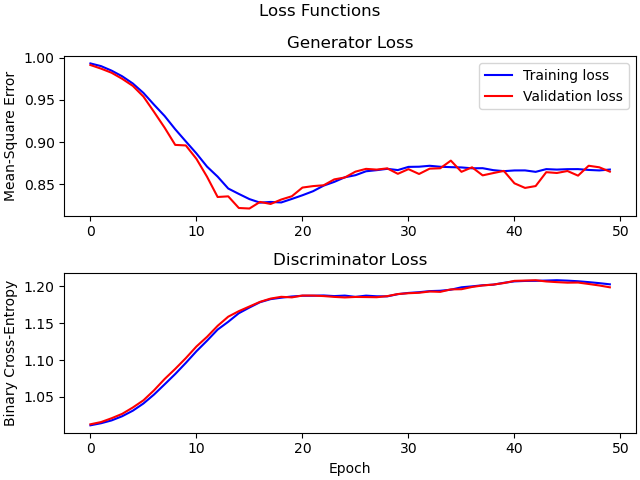 Loss Functions
Generator Loss
Mean-Square Error
1.00
0.95
0.90
0.85
Training loss
Validation loss
0 10 20 30 40 50
Discriminator Loss
Binary Cross-Entropy
1.20
1.15
1.10
1.05
0 10 20 30 40 50
Epoch